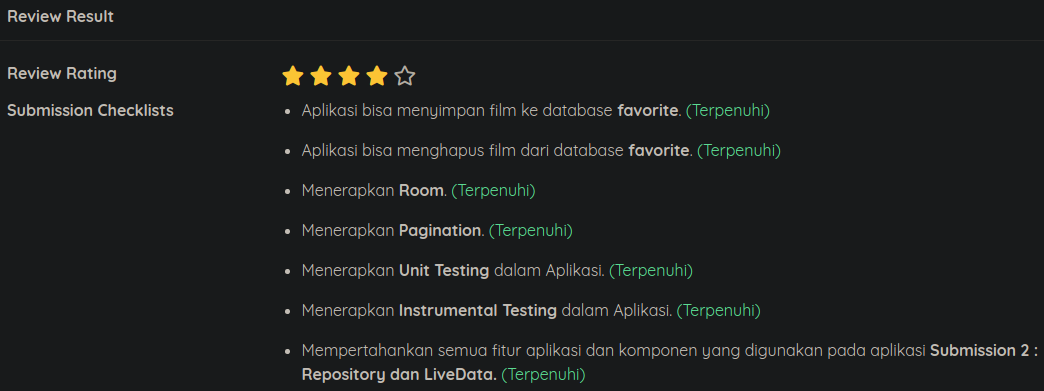 Review Result
Review Rating
Submission Checklists
Aplikasi bisa menyimpan film ke database favorite. (Terpenuhi)
Aplikasi bisa menghapus film dari database favorite. (Terpenuhi)
Menerapkan Room. (Terpenuhi)
Menerapkan Pagination. (Terpenuhi)
Menerapkan Unit Testing dalam Aplikasi. (Terpenuhi)
Menerapkan Instrumental Testing dalam Aplikasi. (Terpenuhi)
Mempertahankan semua fitur aplikasi dan komponen yang digunakan pada aplikasi Submission 2 :
Repository dan LiveData. (Terpenuhi)